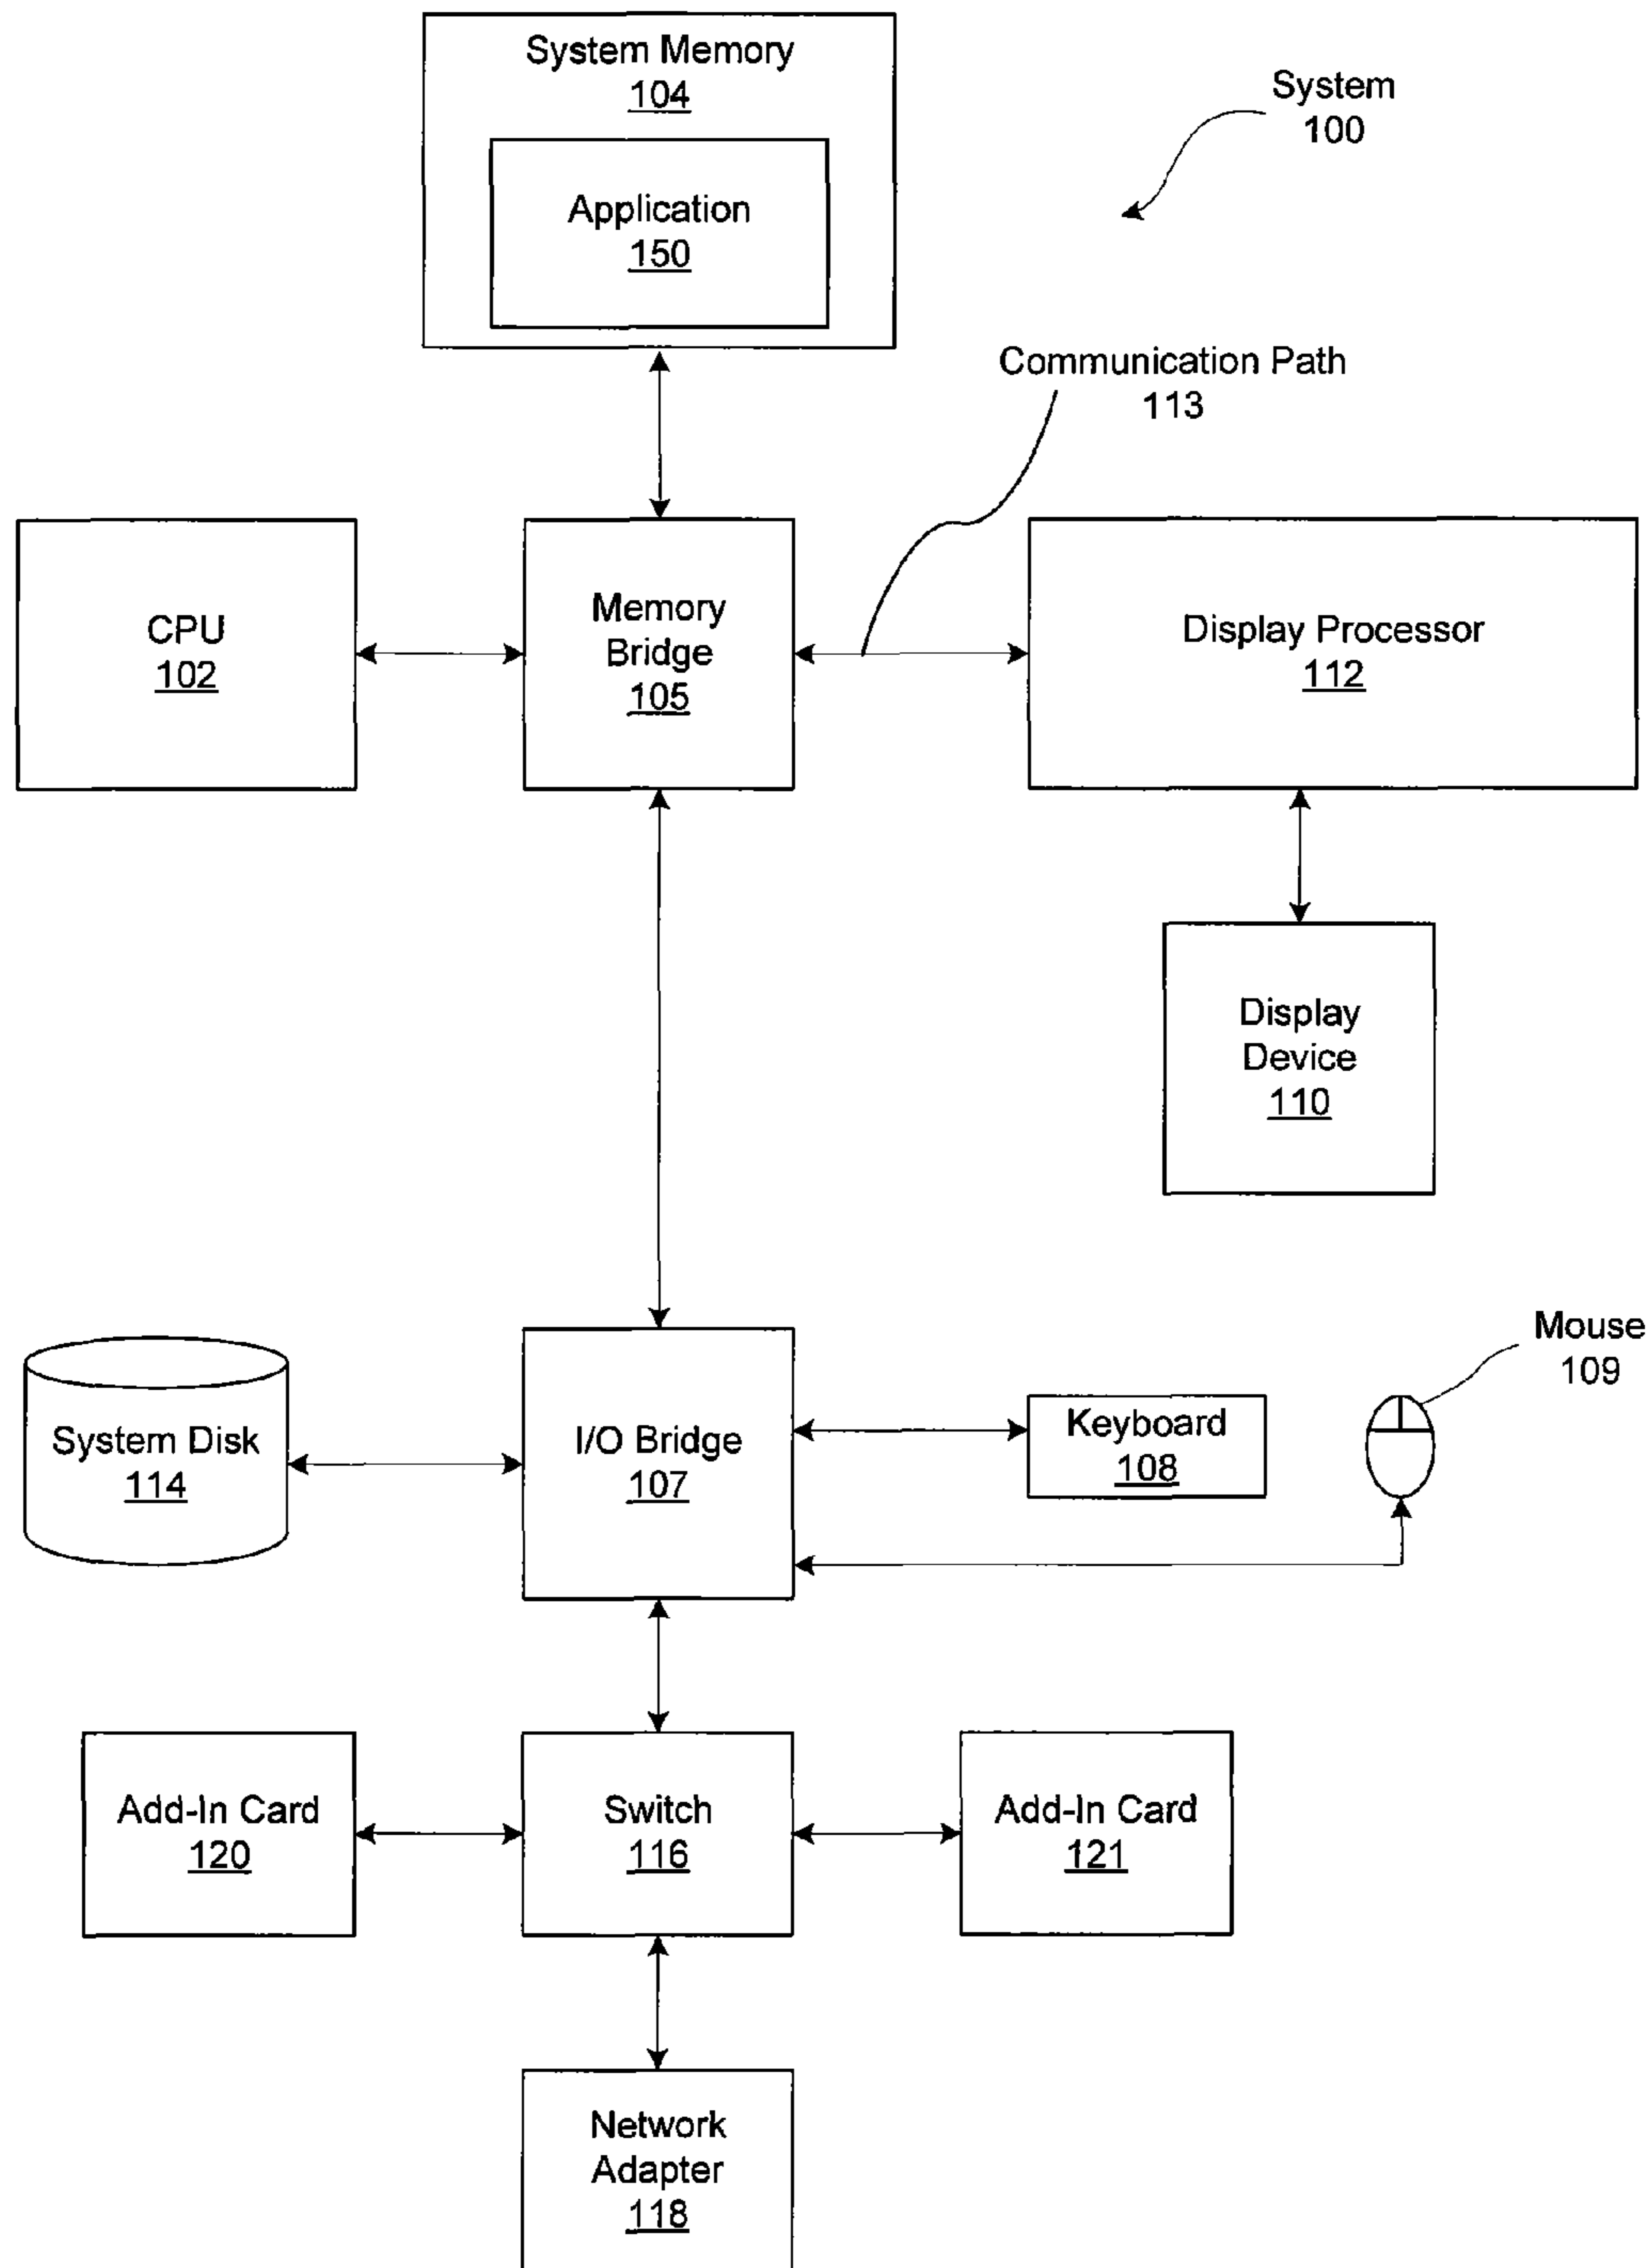 System Memory
104
Application
150
System
100
Communication Path
113
CPU
102
Memory
Bridge
105
Display Processor
112
Display
Device
110
System Disk
114
I/O Bridge
107
Keyboard
108
Mouse
109
Add-In Card
120
Switch
116
Add-In Card
121
Network
Adapter
118